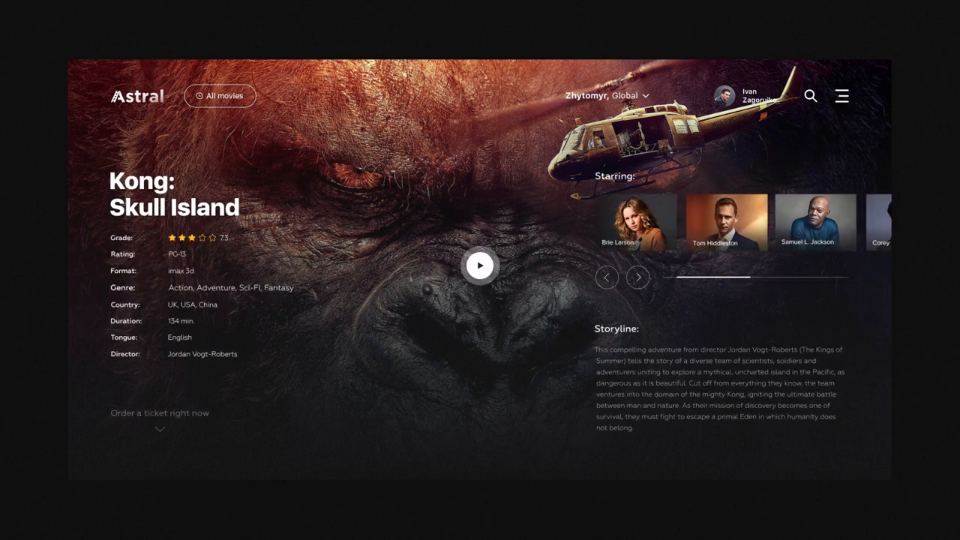 Astral
All movies
Zhytomyr, Global
Ivan
Zagoruiko
Kong:
Skull Island
Grade: 7.3
Rating: PG-13
Format: imax 3d
Genre: Action, Adventure, Sci-Fi, Fantasy
Country: UK, USA, China
Duration: 134 min.
Tongue: English
Director: Jordan Vogt-Roberts
Order a ticket right now
Starring:
Brie Larson
Tom Hiddleston
Samuel L. Jackson
Corey
Storyline:
This compelling adventure from director Jordan Vogt-Roberts (The Kings of
Summer) tells the story of a diverse team of scientists, soldiers and
adventurers uniting to explore a mythical, uncharted island in the Pacific, as
dangerous as it is beautiful. Cut off from everything they know, the team
ventures into the domain of the mighty Kong, igniting the ultimate battle
between man and nature. As their mission of discovery becomes one of
survival, they must fight to escape a primal Eden in which humanity does
not belong.